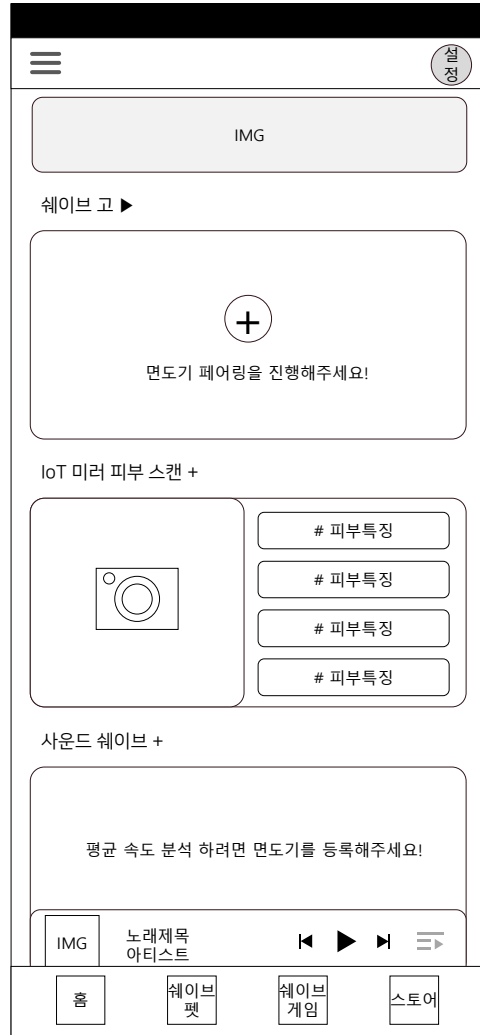 설
정
IMG
쉐이브 고 ▶
+
면도기 페어링을 진행해주세요!
IoT 미러 피부 스캔 +
# 피부특징
# 피부특징
# 피부특징
# 피부특징
사운드 쉐이브 +
평균 속도 분석 하려면 면도기를 등록해주세요!
IMG
노래제목
아티스트
홈
쉐이브
펫
쉐이브
게임
스토어